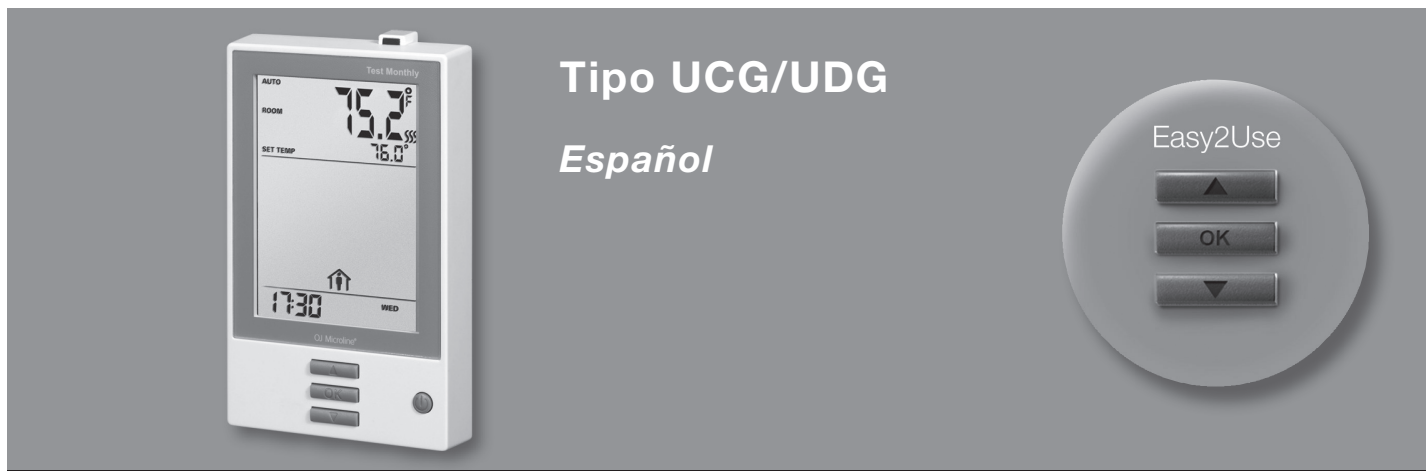 Test Monthly
AUTO
75.2°F
ROOM
SET TEMP 76.0°
17:30 WED
OJ Microline®
OK
Tipo UCG/UDG
Español
Easy2Use
OK